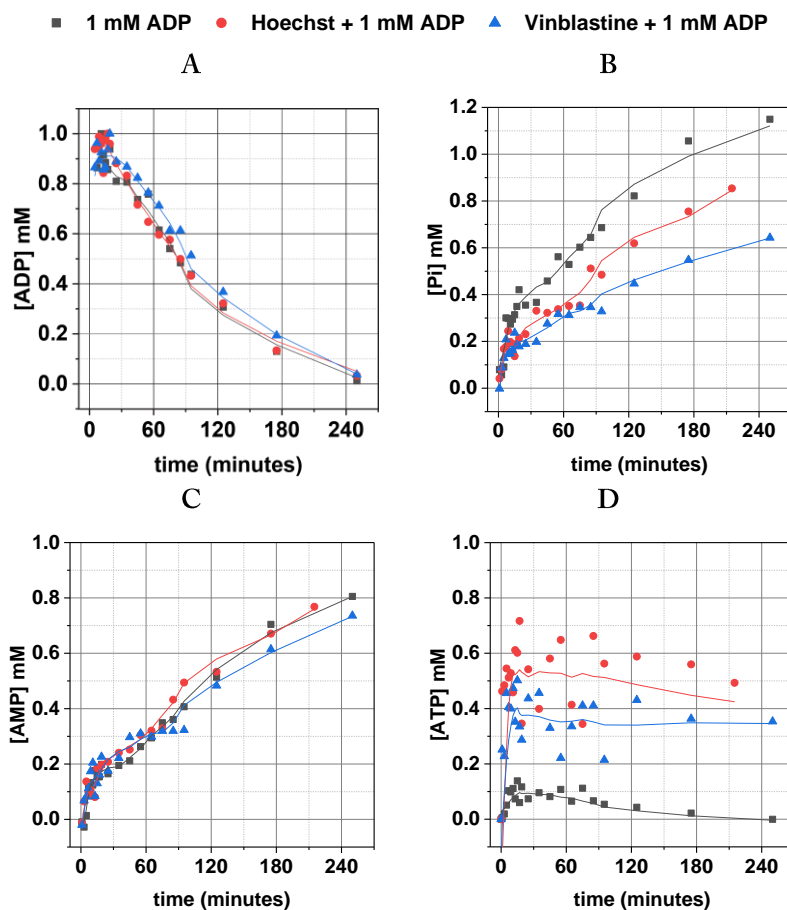 1 mM ADP Hoechst + 1 mM ADP Vinblastine + 1 mM ADP
A
B
[ADP] mM
1.0
0.8
0.6
0.4
0.2
0.0
0 60 120 180 240
time (minutes)
[Pi] mM
1.2
1.0
0.8
0.6
0.4
0.2
0.0
0 60 120 180 240
time (minutes)
C
D
[AMP] mM
1.0
0.8
0.6
0.4
0.2
0.0
0 60 120 180 240
time (minutes)
[ATP] mM
1.0
0.8
0.6
0.4
0.2
0.0
0 60 120 180 240
time (minutes)